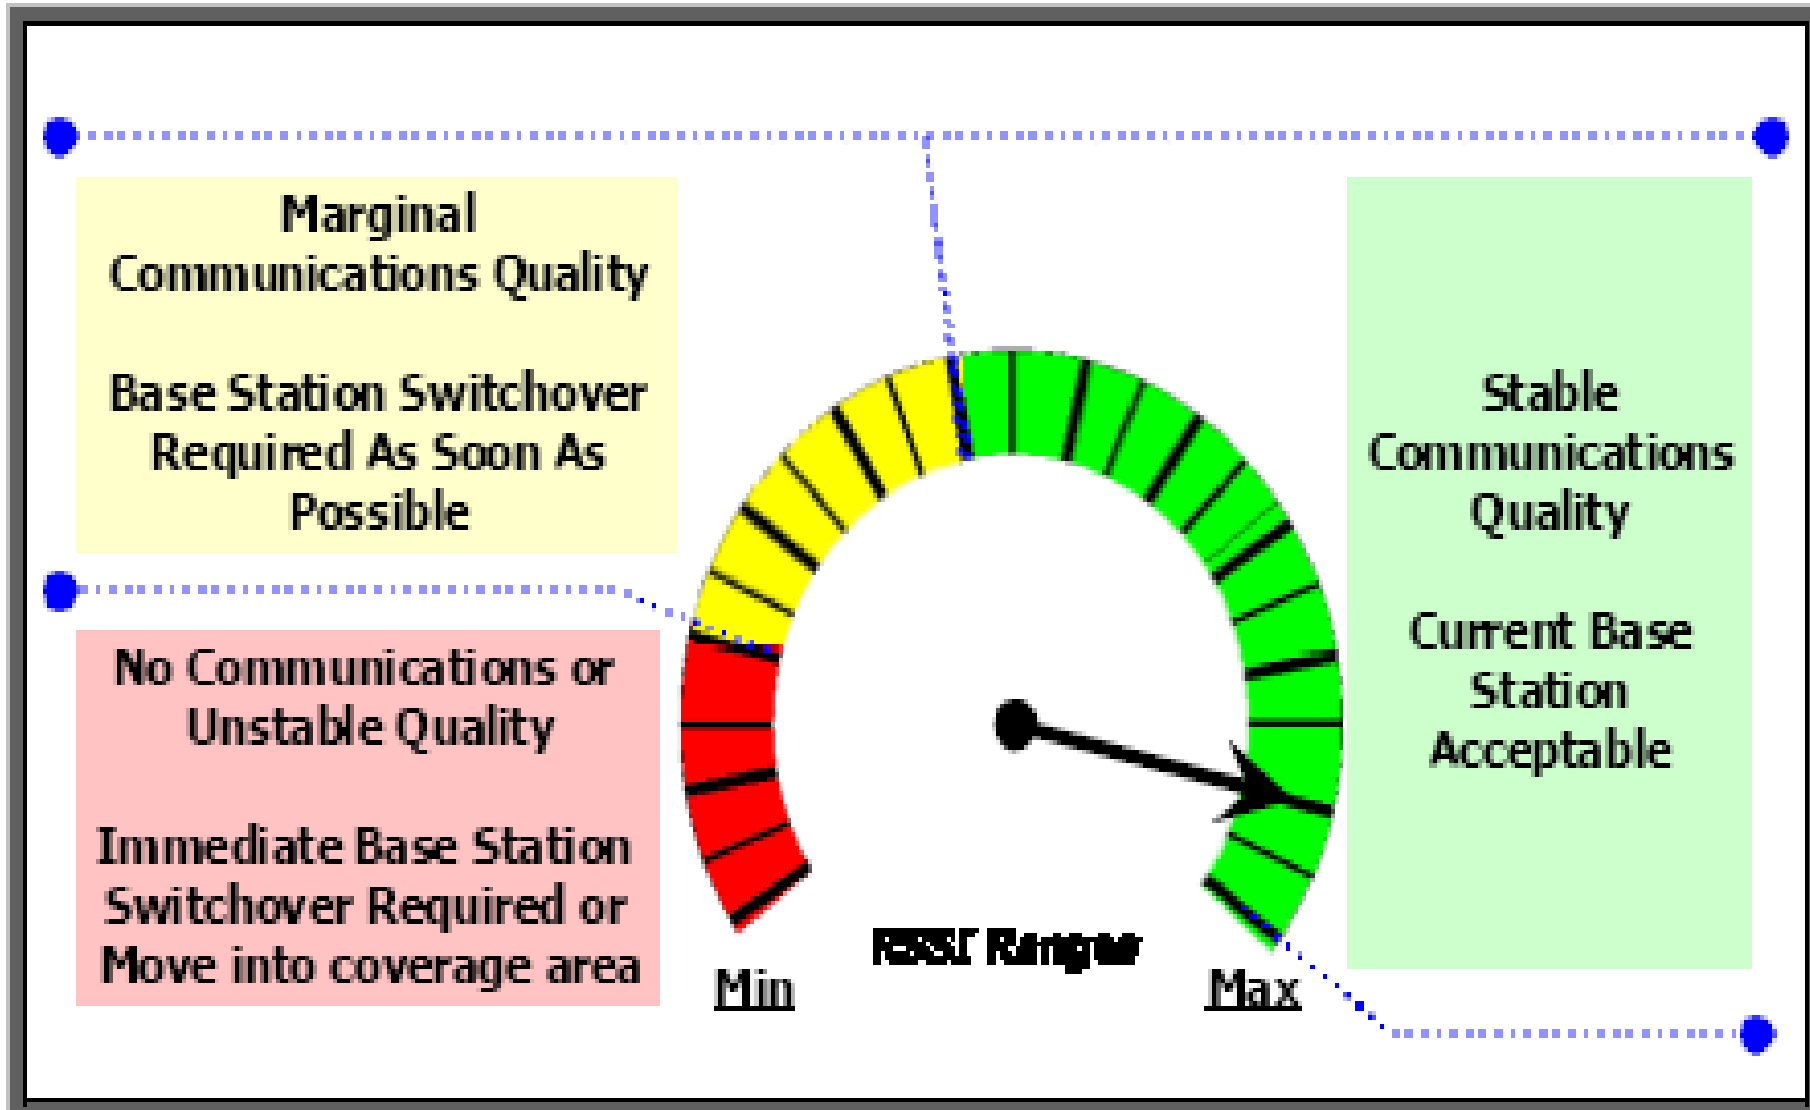 Marginal
Communications Quality
Base Station Switchover
Required As Soon As
Possible
No Communications or
Unstable Quality
Immediate Base Station
Switchover Required or
Move into coverage area
Stable
Communications
Quality
Current Base
Station
Acceptable
RSSI Ranges
Min
Max